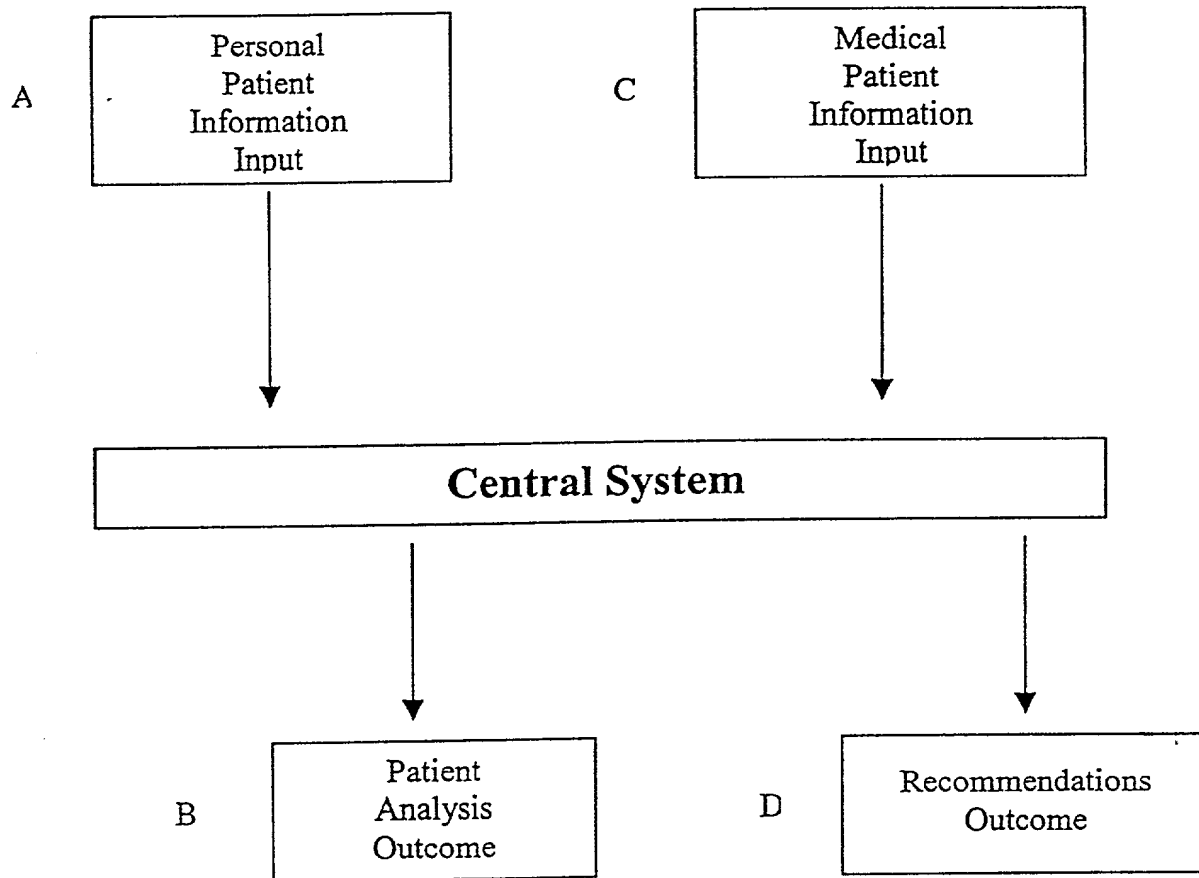 A
Personal
Patient
Information
Input
C
Medical
Patient
Information
Input
Central System
B
Patient
Analysis
Outcome
D
Recommendations
Outcome